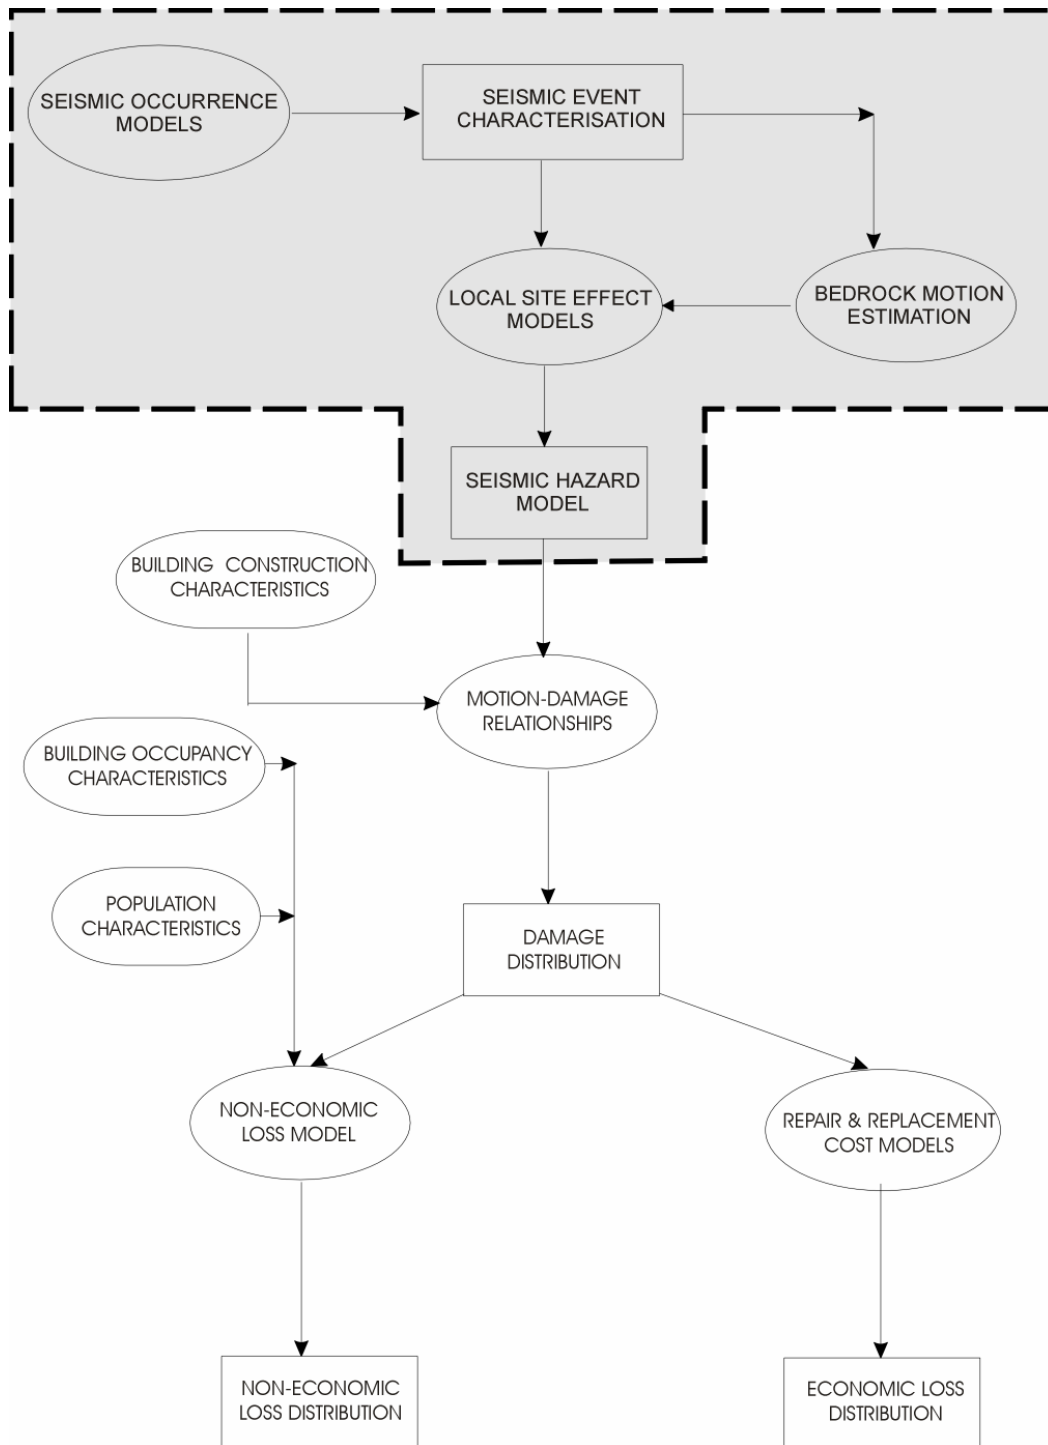 SEISMIC OCCURRENCE
MODELS
SEISMIC EVENT
CHARACTERISATION
LOCAL SITE EFFECT
MODELS
BEDROCK MOTION
ESTIMATION
SEISMIC HAZARD
MODEL
BUILDING CONSTRUCTION
CHARACTERISTICS
MOTION-DAMAGE
RELATIONSHIPS
BUILDING OCCUPANCY
CHARACTERISTICS
POPULATION
CHARACTERISTICS
DAMAGE
DISTRIBUTION
NON-ECONOMIC
LOSS MODEL
REPAIR & REPLACEMENT
COST MODELS
NON-ECONOMIC
LOSS DISTRIBUTION
ECONOMIC LOSS
DISTRIBUTION